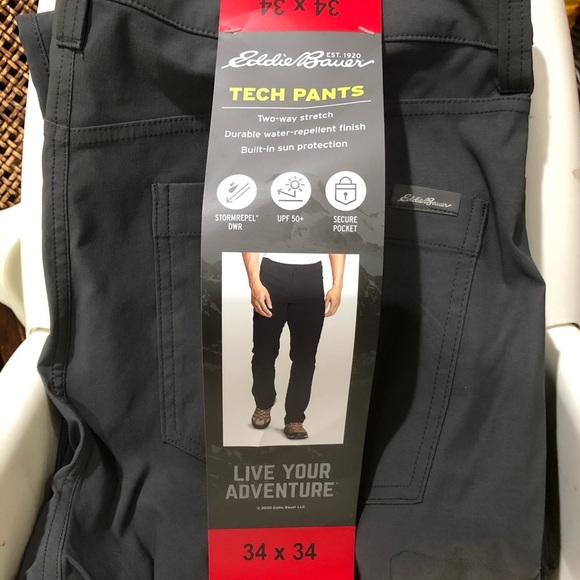 34 x 34
Eddie Bauer
EST. 1920
TECH PANTS
Two-way stretch
Durable water-repellent finish
Built-in sun protection
STORMREPEL®
DWR
UPF 50+
SECURE
POCKET
Eddie Bauer
LIVE YOUR
ADVENTURE™
© 2020 Eddie Bauer LLC
34 x 34